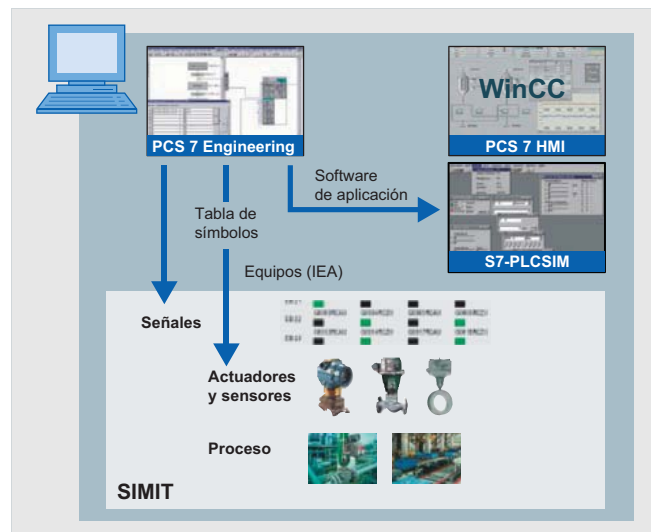 WinCC
PCS 7 Engineering
PCS 7 HMI
Software
de aplicación
Tabla de
símbolos
S7-PLCSIM
Equipos (IEA)
Señales
Actuadores
y sensores
Proceso
SIMIT